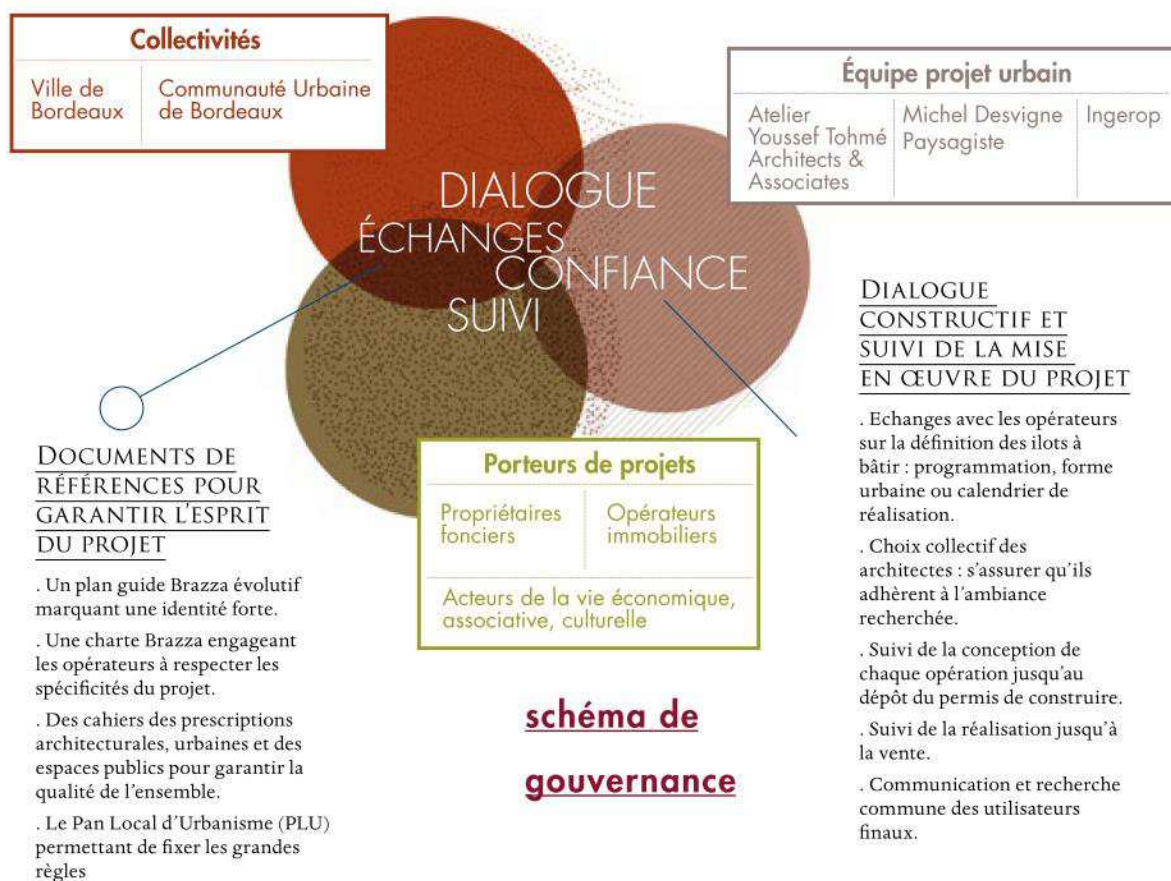 Collectivités
Ville de
Bordeaux
Communauté Urbaine
de Bordeaux
Équipe projet urbain
Atelier
Youssef Tohmé
Architects &
Associates
Michel Desvigne
Paysagiste
Ingerop
DIALOGUE
ÉCHANGES
CONFIANCE
SUIVI
Porteurs de projets
Propriétaires
fonciers
Opérateurs
immobiliers
Acteurs de la vie économique,
associative, culturelle
DOCUMENTS DE
RÉFÉRENCES POUR
GARANTIR L'ESPRIT
DU PROJET
. Un plan guide Brazza évolutif
marquant une identité forte.
. Une charte Brazza engageant
les opérateurs à respecter les
spécificités du projet.
. Des cahiers des prescriptions
architecturales, urbaines et des
espaces publics pour garantir la
qualité de l'ensemble.
. Le Pan Local d'Urbanisme (PLU)
permettant de fixer les grandes
règles
schéma de
gouvernance
DIALOGUE
CONSTRUCTIF ET
SUIVI DE LA MISE
EN ŒUVRE DU PROJET
. Echanges avec les opérateurs
sur la définition des ilots à
bâtir : programmation, forme
urbaine ou calendrier de
réalisation.
. Choix collectif des
architectes : s'assurer qu'ils
adhèrent à l'ambiance
recherchée.
. Suivi de la conception de
chaque opération jusqu'au
dépôt du permis de construire.
. Suivi de la réalisation jusqu'à
la vente.
. Communication et recherche
commune des utilisateurs
finaux.